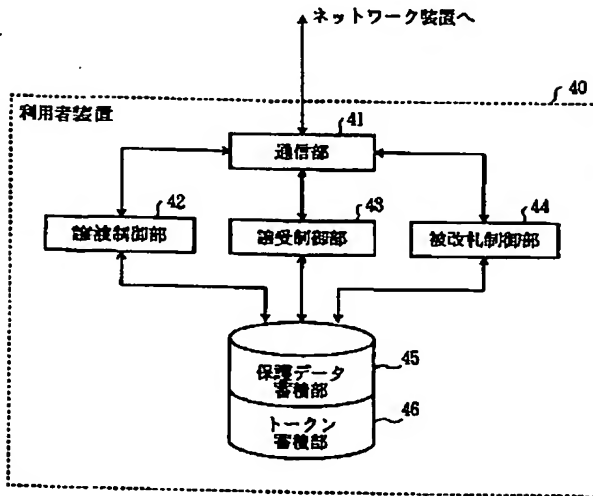 ネットワーク装置へ
40
利用者装置
41
通信部
42
譲渡制御部
43
譲受制御部
44
被改札制御部
保護データ
蓄積部
45
トークン
蓄積部
46